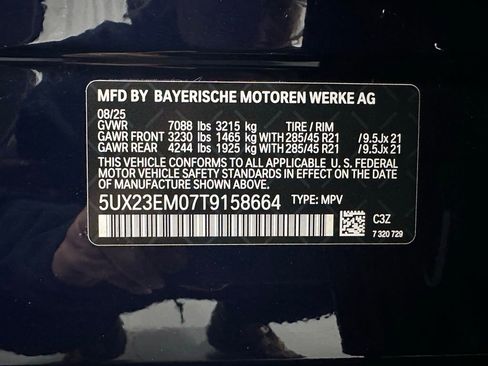 MFD BY BAYERISCHE MOTOREN WERKE AG
08/25
GVWR 7088 lbs 3215 kg TIRE / RIM
GAWR FRONT 3230 lbs 1465 kg WITH 285/45 R21 /9.5Jx 21
GAWR REAR 4244 lbs 1925 kg WITH 285/45 R21 /9.5Jx 21
THIS VEHICLE CONFORMS TO ALL APPLICABLE U. S. FEDERAL
MOTOR VEHICLE SAFETY STANDARDS IN EFFECT ON THE
DATE OF MANUFACTURE SHOWN ABOVE.
5UX23EM07T9158664 TYPE: MPV
C3Z
7 320 729